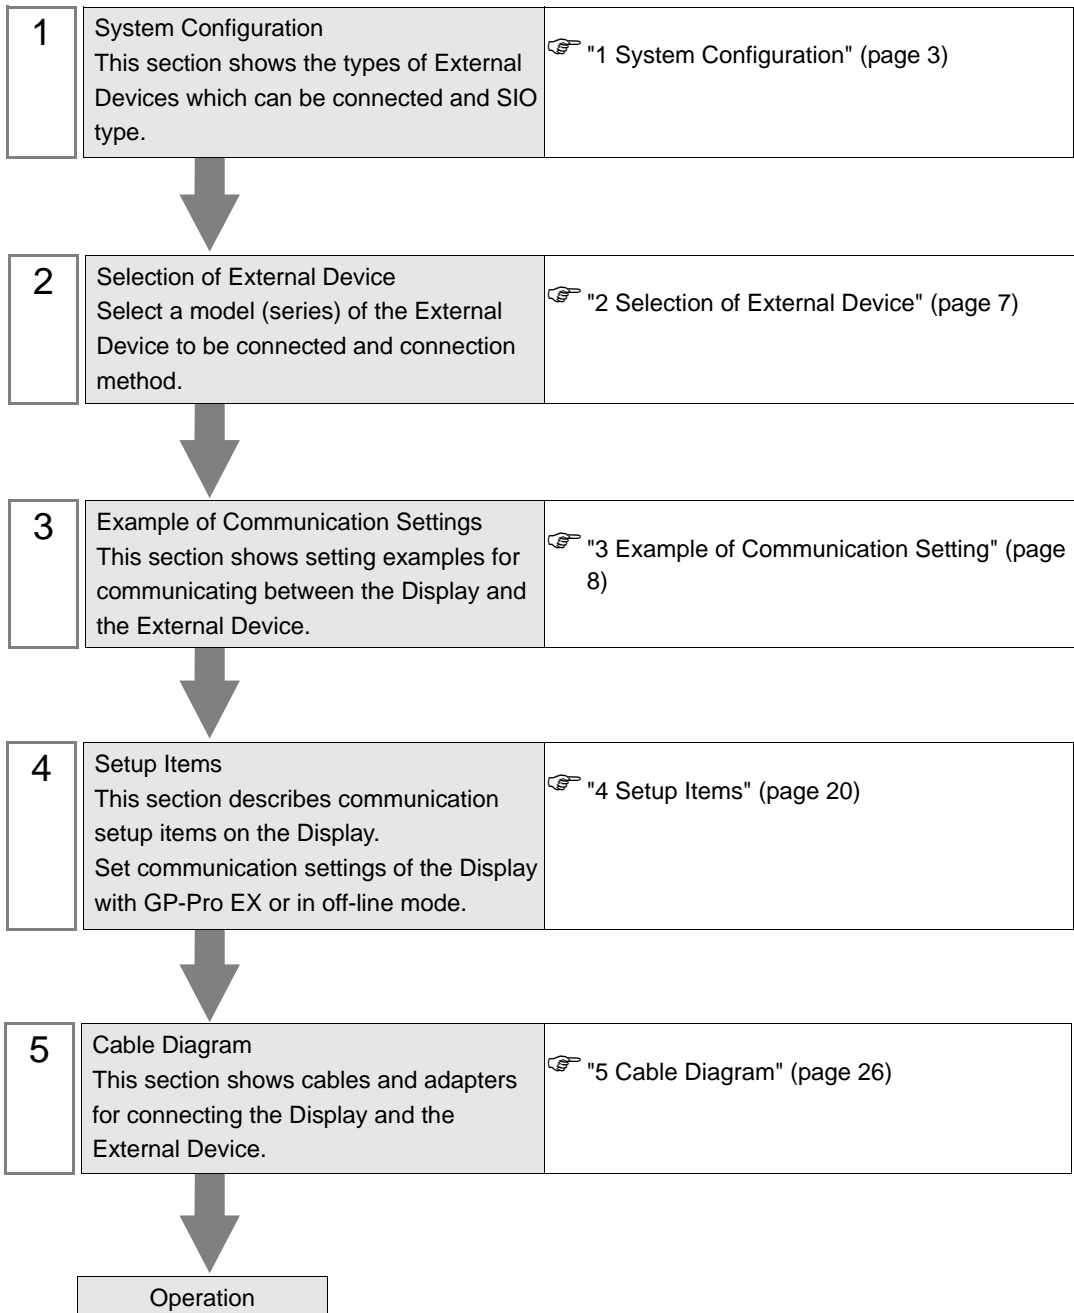 1
System Configuration
This section shows the types of External
Devices which can be connected and SIO
type.
"1 System Configuration" (page 3)
2
Selection of External Device
Select a model (series) of the External
Device to be connected and connection
method.
"2 Selection of External Device" (page 7)
3
Example of Communication Settings
This section shows setting examples for
communicating between the Display and
the External Device.
"3 Example of Communication Setting" (page
8)
4
Setup Items
This section describes communication
setup items on the Display.
Set communication settings of the Display
with GP-Pro EX or in off-line mode.
"4 Setup Items" (page 20)
5
Cable Diagram
This section shows cables and adapters
for connecting the Display and the
External Device.
"5 Cable Diagram" (page 26)
Operation